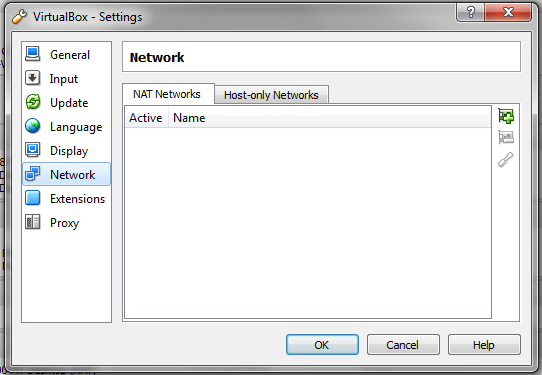 VirtualBox - Settings
General
Input
Update
Language
Display
Network
Extensions
Proxy
Network
NAT Networks
Host-only Networks
Active Name
OK
Cancel
Help